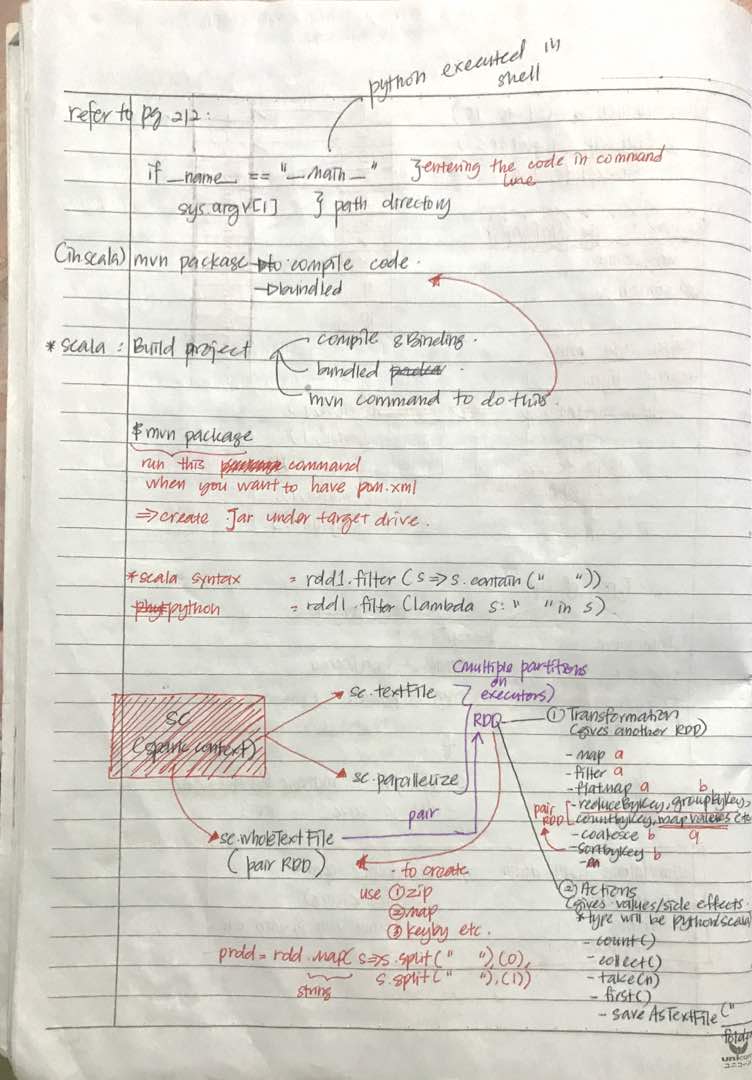 python executed in
shell
refer to pg 212:
if __name__ == "__main__" } entering the code in command
line
sys.argv[1] } path directory
(in scala) mvn package → to compile code.
→ bundled
*scala : Build project
compile & Binding.
bundled
mvn command to do this.
$ mvn package
run this command
when you want to have pom.xml
⇒ create Jar under target drive.
*scala syntax = rdd1.filter (s => s.contain(" "))
python = rdd1.filter (lambda s: " " in s)
(multiple partitions
on
executors)
SC
(spark context)
sc.textFile
RDD
sc.parallelize
pair
sc.wholeTextFile
(pair RDD)
① Transformation
(gives another RDD)
- map a
- filter a
- flatmap a b
pair
RDD
- reduceByKey, groupbykey,
countbykey, map values etc
- coalesce b a
- sortbykey b
② Actions
(gives values/side effects.
*type will be python/scala)
- count()
- collect()
- take(n)
- first()
- saveAsTextFile ("
- to create
use ① zip
② map
③ keyby etc.
prdd = rdd.map( s=>s.split(" ")(0),
s.split(" "),(1))
string